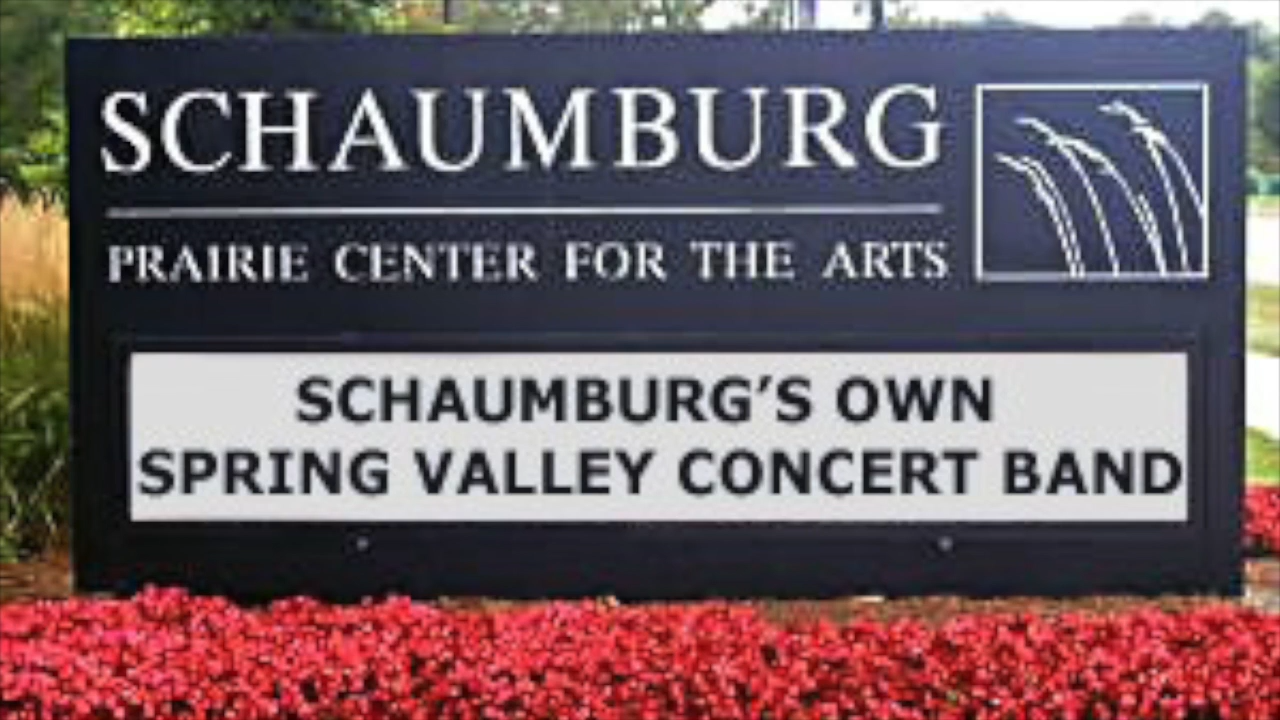 SCHAUMBURG
PRAIRIE CENTER FOR THE ARTS
SCHAUMBURG’S OWN
SPRING VALLEY CONCERT BAND